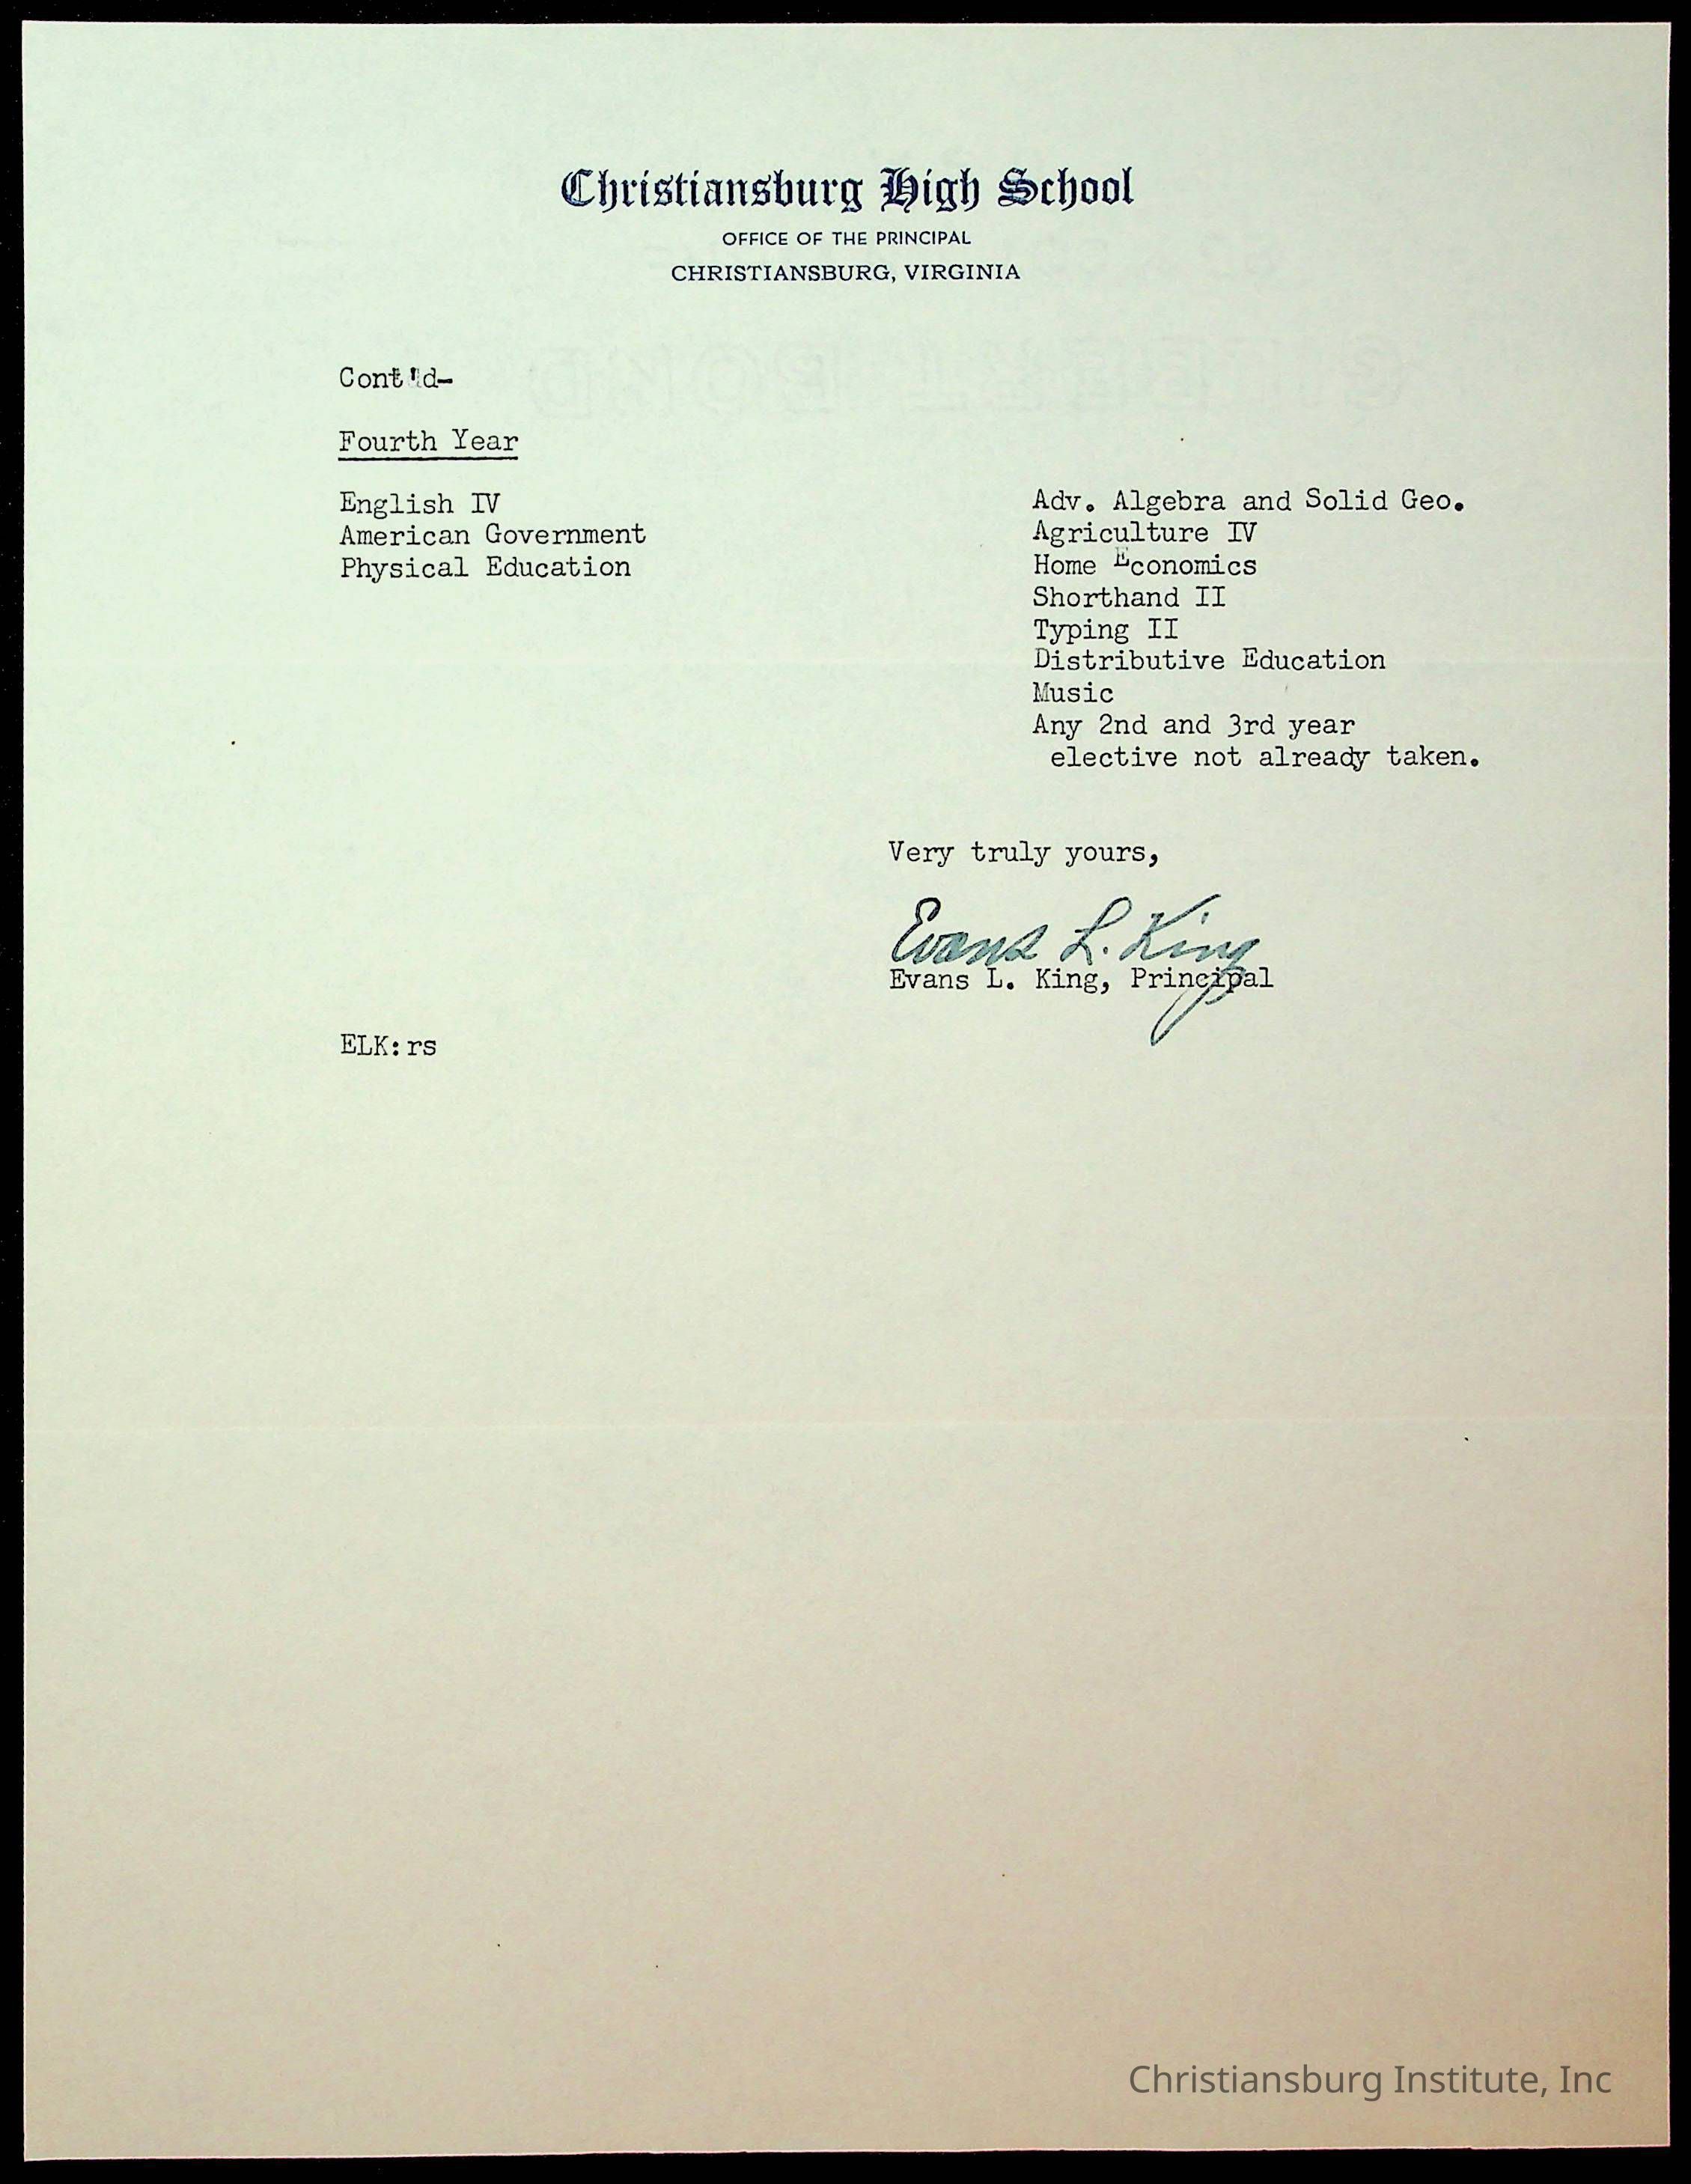 Christiansburg High School
OFFICE OF THE PRINCIPAL
CHRISTIANSBURG, VIRGINIA
Cont'd-
Fourth Year
English IV
American Government
Physical Education
Adv. Algebra and Solid Geo.
Agriculture IV
Home Economics
Shorthand II
Typing II
Distributive Education
Music
Any 2nd and 3rd year
elective not already taken.
Very truly yours,
Evans L. King
Evans L. King, Principal
ELK:rs
Christiansburg Institute, Inc